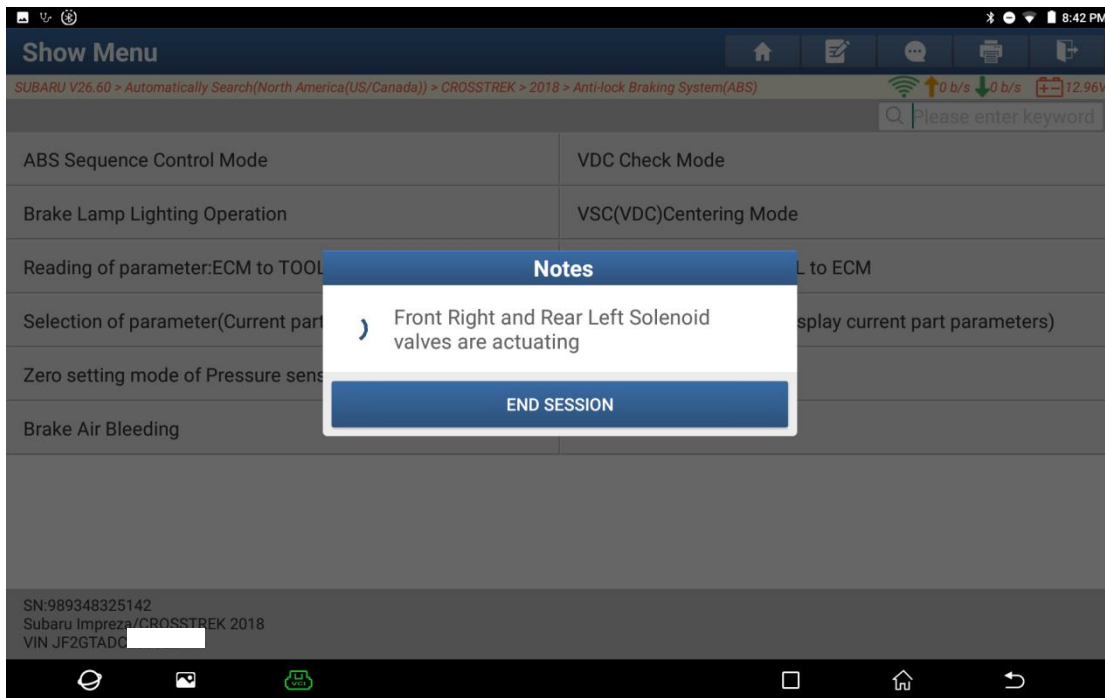 8:42 PM
Show Menu
SUBARU V26.60 > Automatically Search(North America(US/Canada)) > CROSSTREK > 2018 > Anti-lock Braking System(ABS)
0 b/s 0 b/s 12.96V
Please enter keyword
ABS Sequence Control Mode
VDC Check Mode
Brake Lamp Lighting Operation
VSC(VDC)Centering Mode
Reading of parameter:ECM to TOOL
L to ECM
Notes
Front Right and Rear Left Solenoid
valves are actuating
END SESSION
Selection of parameter(Current part
splay current part parameters)
Zero setting mode of Pressure sens
Brake Air Bleeding
SN:989348325142
Subaru Impreza/CROSSTREK 2018
VIN JF2GTADC
VCI